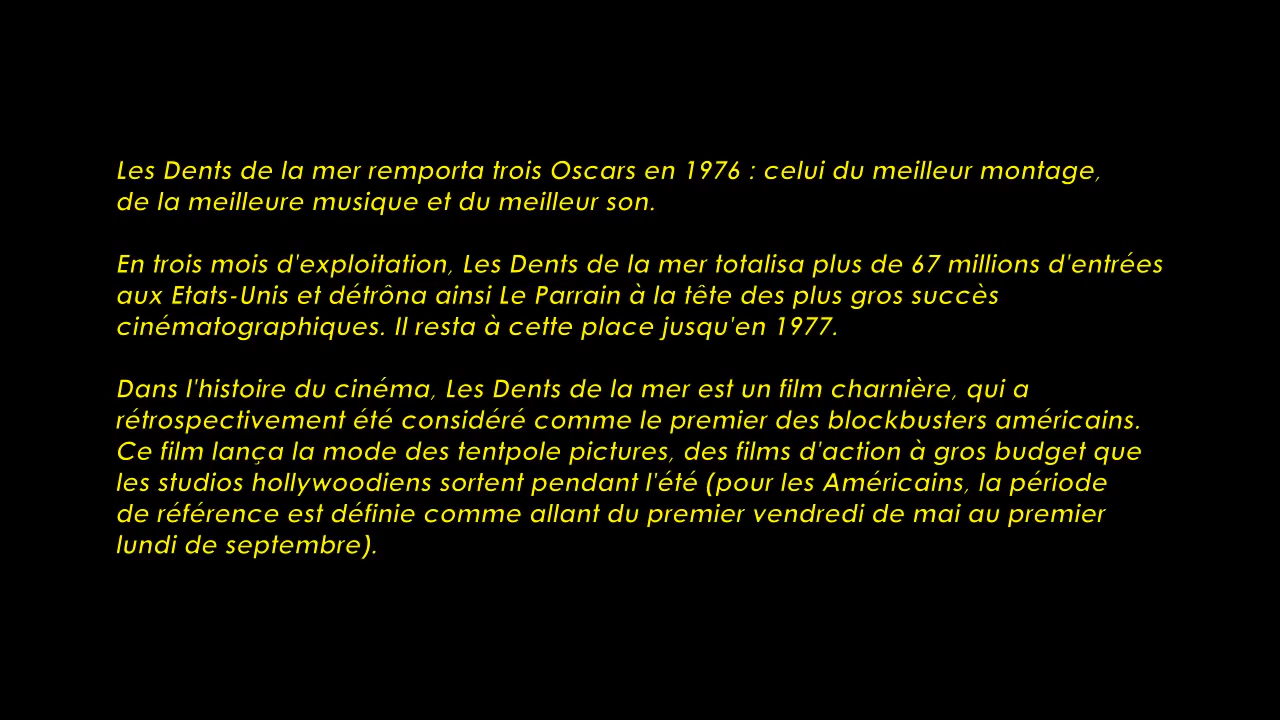 Les Dents de la mer remporta trois Oscars en 1976 : celui du meilleur montage,
de la meilleure musique et du meilleur son.
En trois mois d'exploitation, Les Dents de la mer totalisa plus de 67 millions d'entrées
aux Etats-Unis et détrôna ainsi Le Parrain à la tête des plus gros succès
cinématographiques. Il resta à cette place jusqu'en 1977.
Dans l'histoire du cinéma, Les Dents de la mer est un film charnière, qui a
rétrospectivement été considéré comme le premier des blockbusters américains.
Ce film lança la mode des tentpole pictures, des films d'action à gros budget que
les studios hollywoodiens sortent pendant l'été (pour les Américains, la période
de référence est définie comme allant du premier vendredi de mai au premier
lundi de septembre).